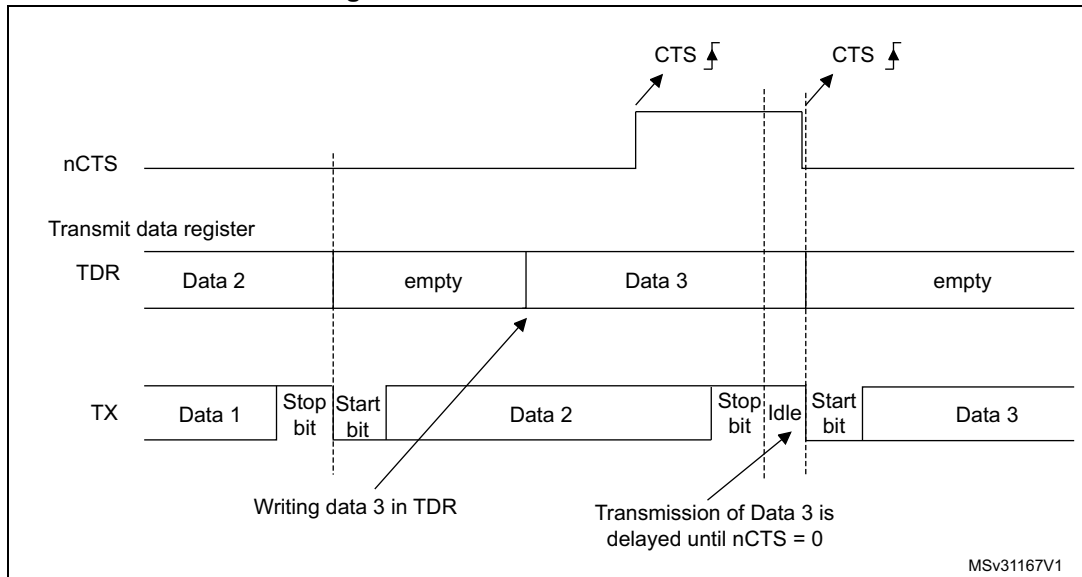 CTS CTS
nCTS
Transmit data register
TDR Data 2 empty Data 3 empty
TX Data 1 Stop bit Start bit Data 2 Stop bit Idle Start bit Data 3
Writing data 3 in TDR
Transmission of Data 3 is
delayed until nCTS = 0
MSv31167V1